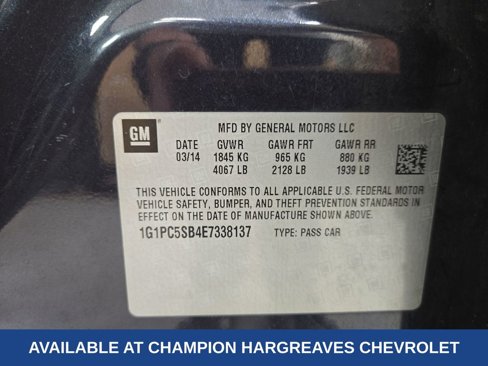 GM
MFD BY GENERAL MOTORS LLC
DATE GVWR GAWR FRT GAWR RR
03/14 1845 KG 965 KG 880 KG
4067 LB 2128 LB 1939 LB
THIS VEHICLE CONFORMS TO ALL APPLICABLE U.S. FEDERAL MOTOR
VEHICLE SAFETY, BUMPER, AND THEFT PREVENTION STANDARDS IN
EFFECT ON THE DATE OF MANUFACTURE SHOWN ABOVE.
1G1PC5SB4E7338137 TYPE: PASS CAR
AVAILABLE AT CHAMPION HARGREAVES CHEVROLET